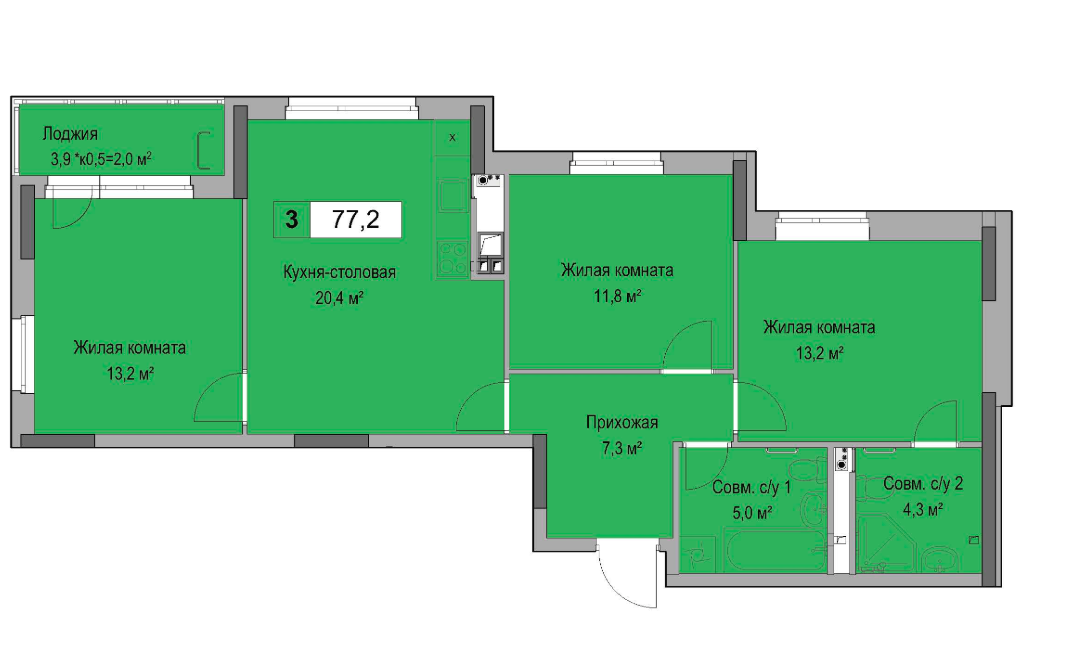 Лоджия
3,9 *к0,5=2,0 м²
х
3 77,2
Кухня-столовая
20,4 м²
Жилая комната
11,8 м²
Жилая комната
13,2 м²
Жилая комната
13,2 м²
Прихожая
7,3 м²
Совм. с/у 1
5,0 м²
Совм. с/у 2
4,3 м²